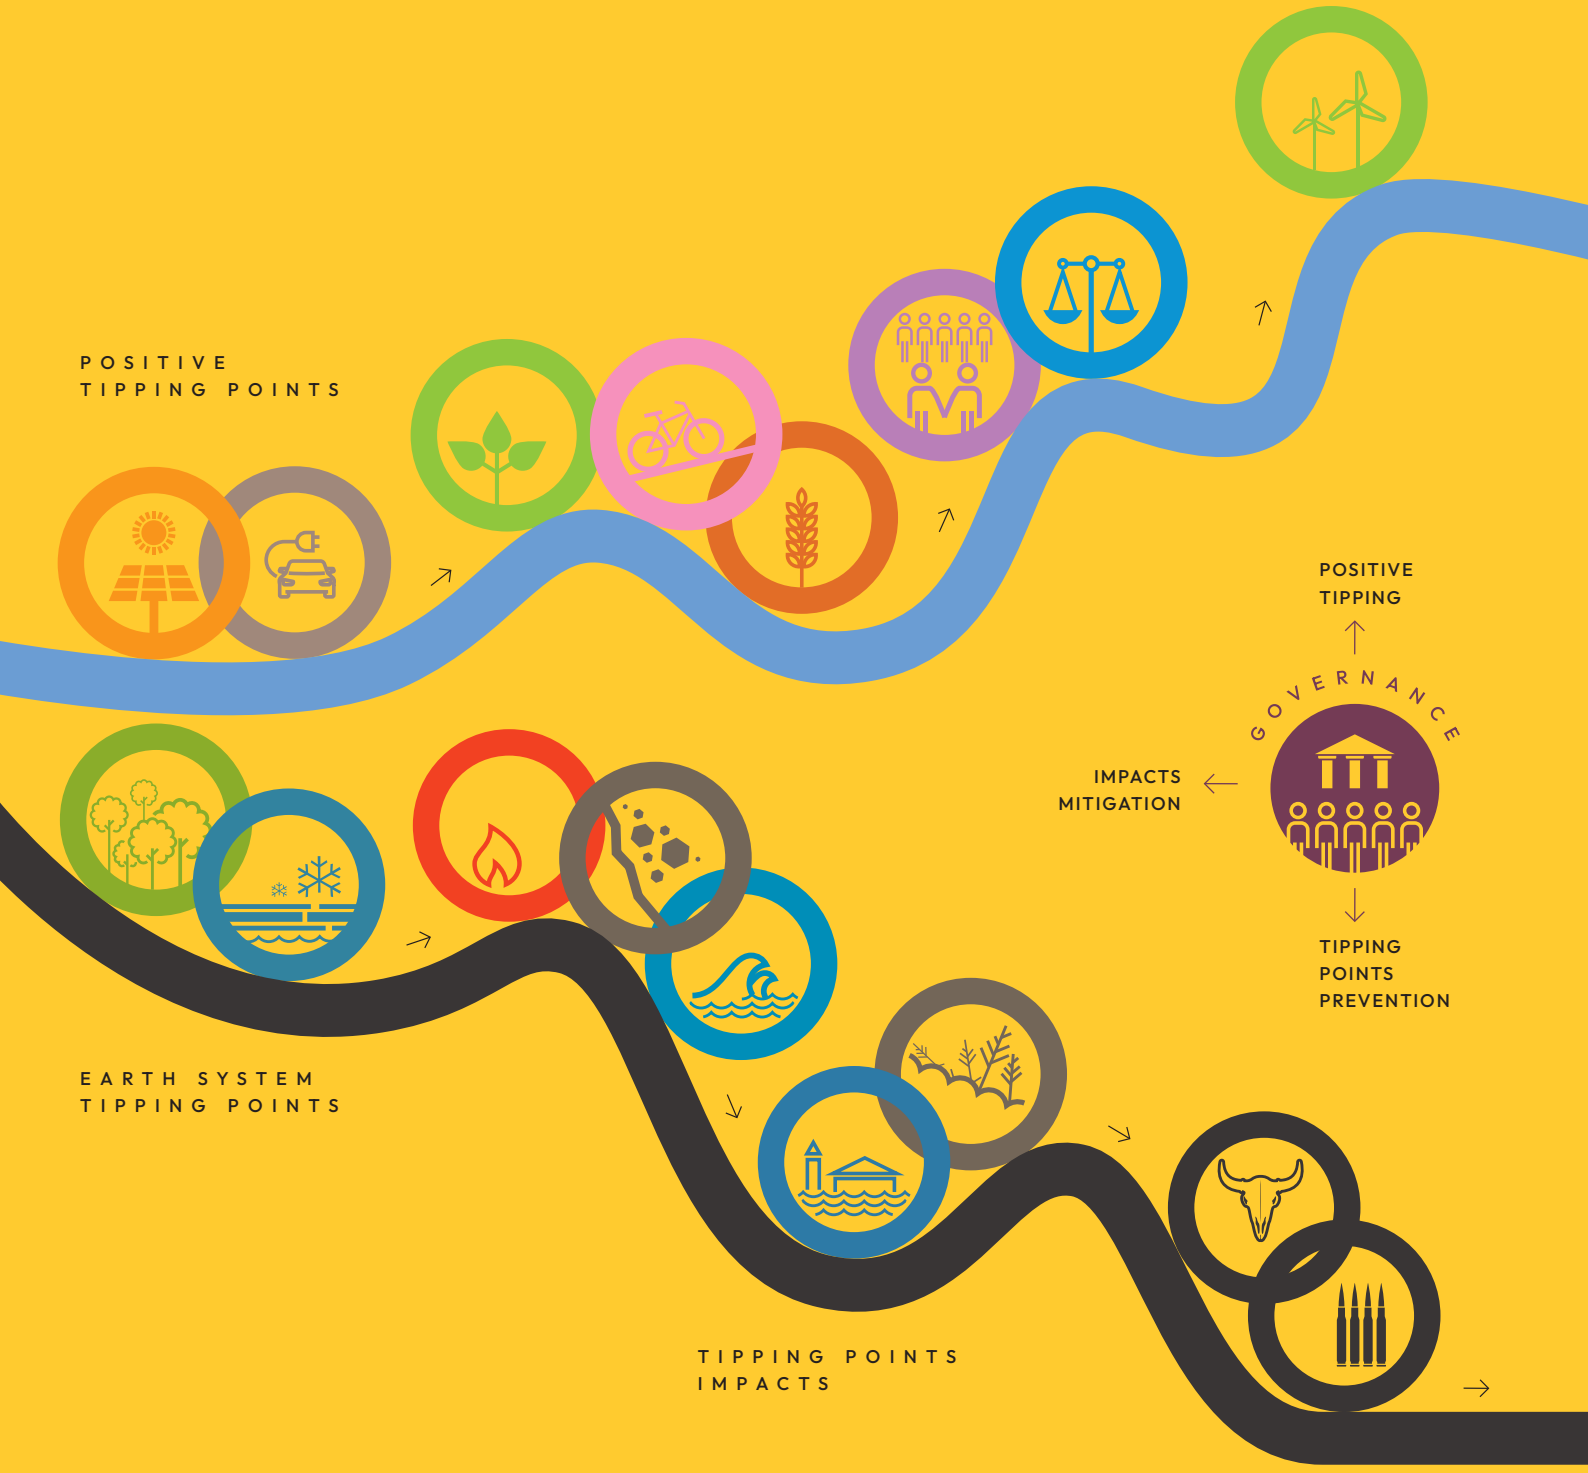 POSITIVE
TIPPING POINTS
POSITIVE
TIPPING
GOVERNANCE
IMPACTS
MITIGATION
TIPPING
POINTS
PREVENTION
EARTH SYSTEM
TIPPING POINTS
TIPPING POINTS
IMPACTS